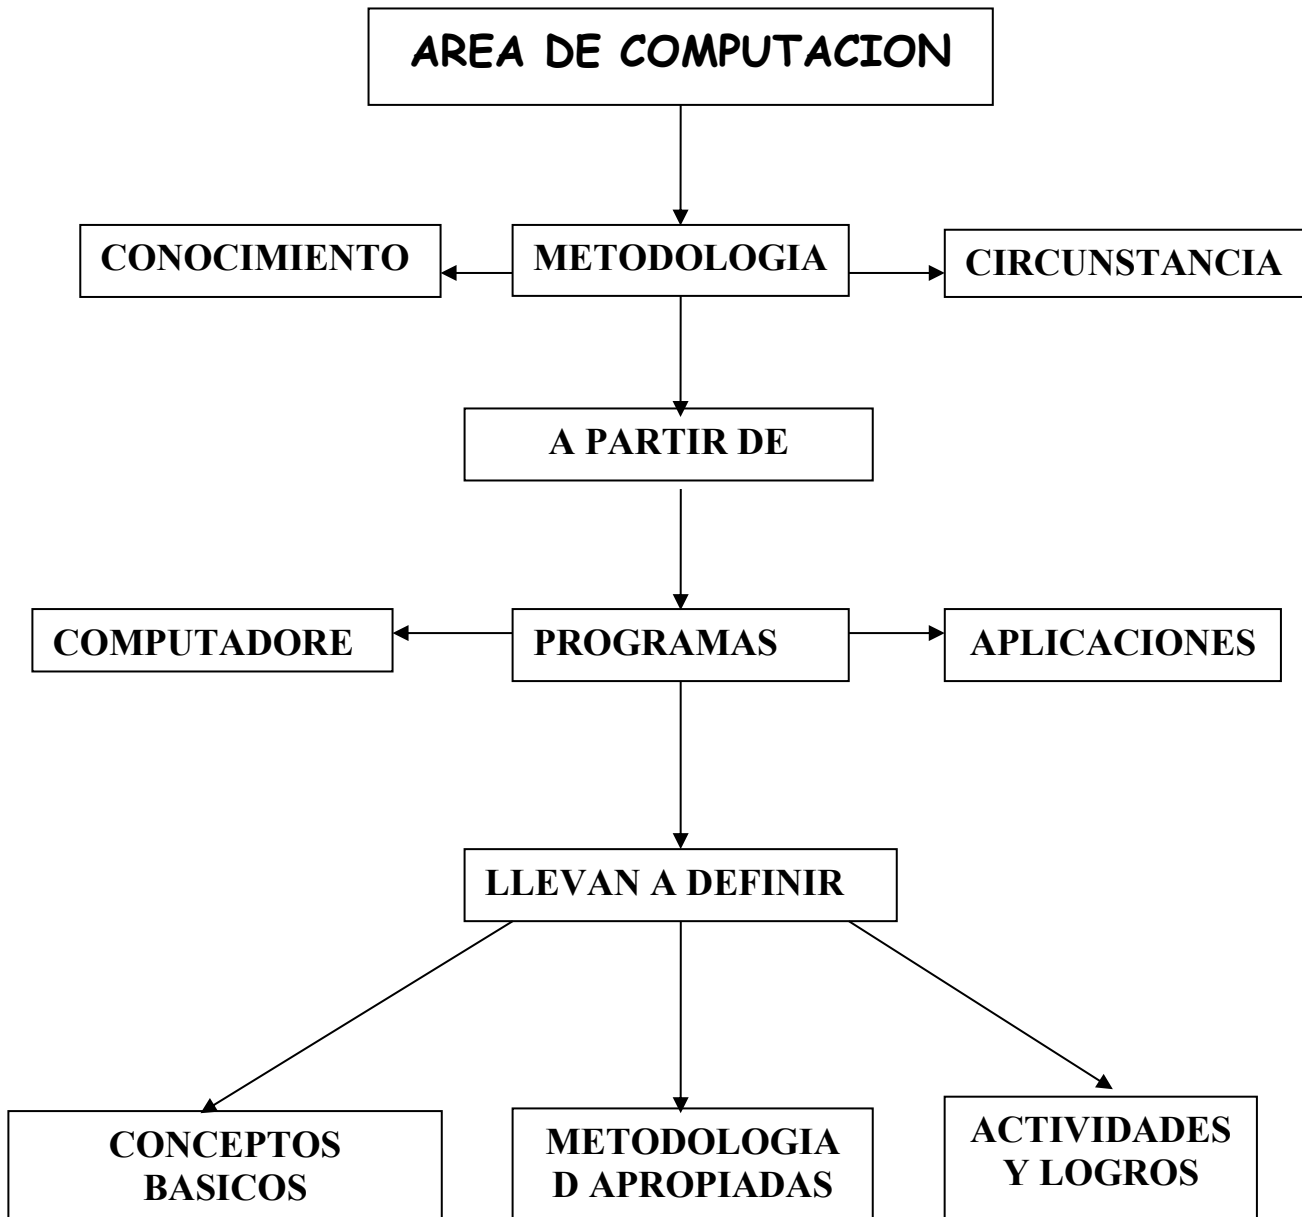 AREA DE COMPUTACION
CONOCIMIENTO
METODOLOGIA
CIRCUNSTANCIA
A PARTIR DE
COMPUTADORE
PROGRAMAS
APLICACIONES
LLEVAN A DEFINIR
CONCEPTOS
BASICOS
METODOLOGIA
D APROPIADAS
ACTIVIDADES
Y LOGROS